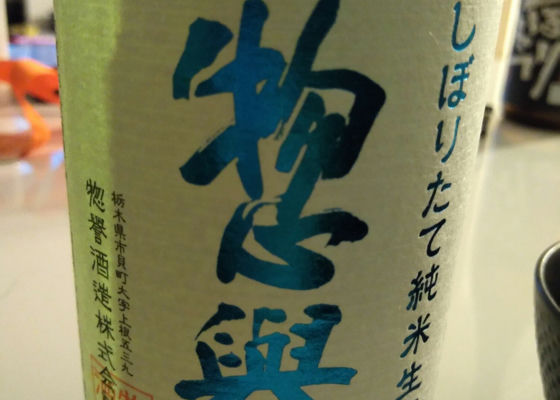 しぼりたて純米生
惣
栃木県市貝町大字上根五三九
惣誉酒造株式会